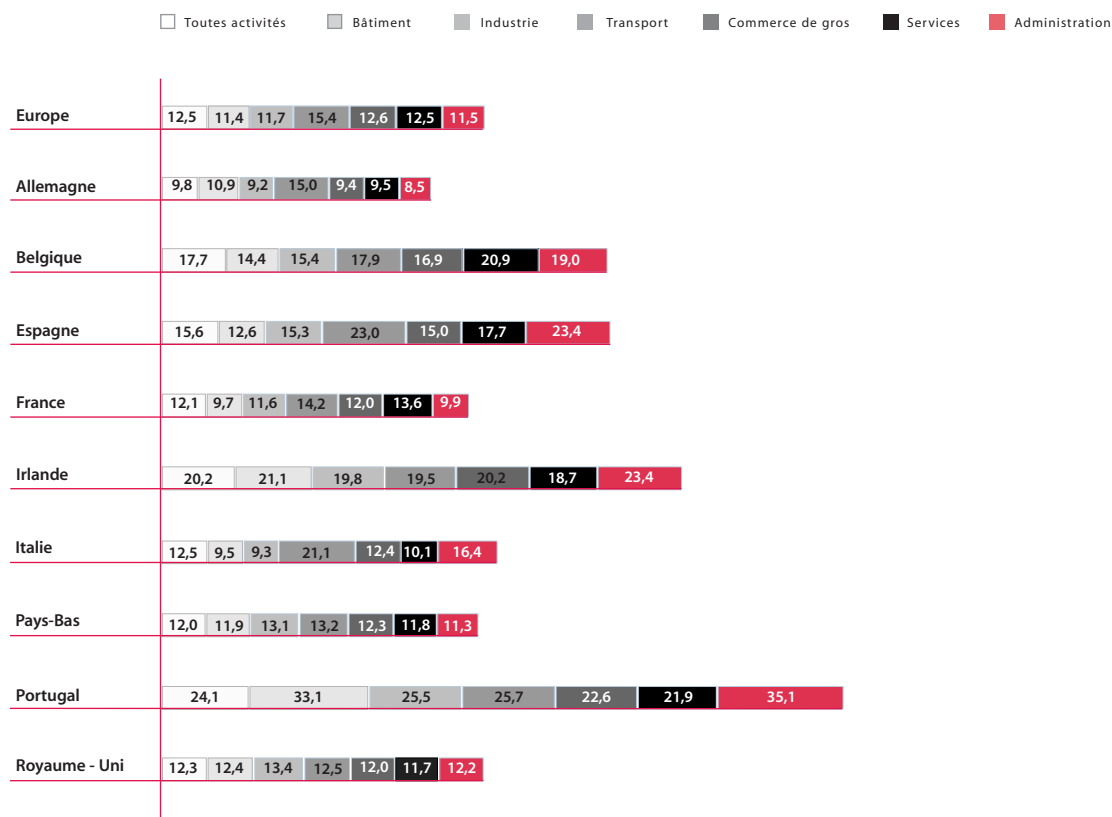 Toutes activités Bâtiment Industrie Transport Commerce de gros Services Administration
Europe 12,5 11,4 11,7 15,4 12,6 12,5 11,5
Allemagne 9,8 10,9 9,2 15,0 9,4 9,5 8,5
Belgique 17,7 14,4 15,4 17,9 16,9 20,9 19,0
Espagne 15,6 12,6 15,3 23,0 15,0 17,7 23,4
France 12,1 9,7 11,6 14,2 12,0 13,6 9,9
Irlande 20,2 21,1 19,8 19,5 20,2 18,7 23,4
Italie 12,5 9,5 9,3 21,1 12,4 10,1 16,4
Pays-Bas 12,0 11,9 13,1 13,2 12,3 11,8 11,3
Portugal 24,1 33,1 25,5 25,7 22,6 21,9 35,1
Royaume - Uni 12,3 12,4 13,4 12,5 12,0 11,7 12,2